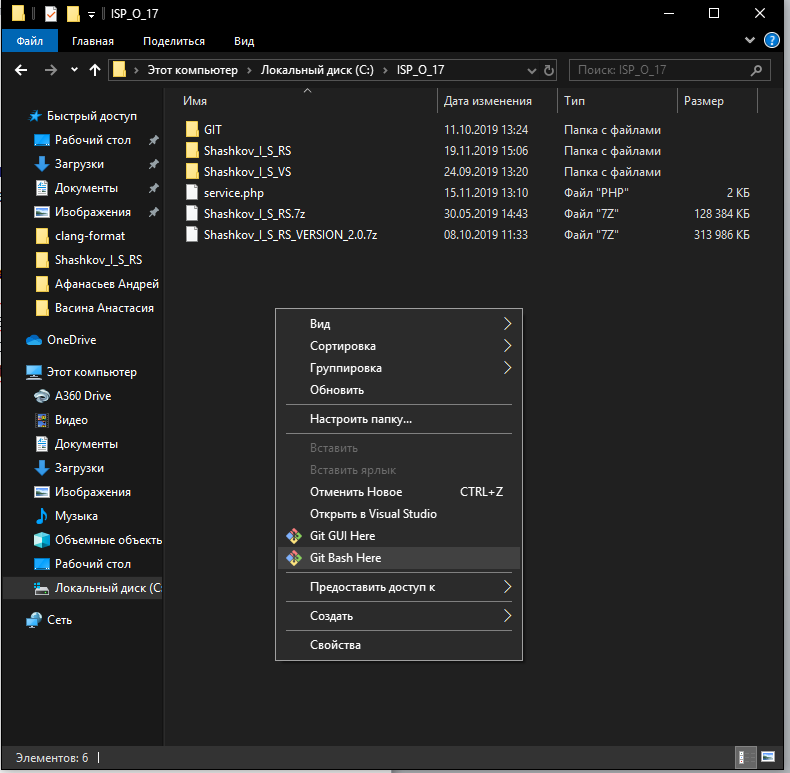 ISP_O_17
Файл Главная Поделиться Вид
Этот компьютер Локальный диск (C:) ISP_O_17 Поиск: ISP_O_17
Имя Дата изменения Тип Размер
GIT 11.10.2019 13:24 Папка с файлами
Shashkov_I_S_RS 19.11.2019 15:06 Папка с файлами
Shashkov_I_S_VS 24.09.2019 13:20 Папка с файлами
service.php 15.11.2019 13:10 Файл "PHP" 2 КБ
Shashkov_I_S_RS.7z 30.05.2019 14:43 Файл "7Z" 128 384 КБ
Shashkov_I_S_RS_VERSION_2.0.7z 08.10.2019 11:33 Файл "7Z" 313 986 КБ
Быстрый доступ
Рабочий стол
Загрузки
Документы
Изображения
clang-format
Shashkov_I_S_RS
Афанасьев Андрей
Васина Анастасия
OneDrive
Этот компьютер
A360 Drive
Видео
Документы
Загрузки
Изображения
Музыка
Объемные объекть
Рабочий стол
Локальный диск (C:
Сеть
Вид
Сортировка
Группировка
Обновить
Настроить папку...
Вставить
Вставить ярлык
Отменить Новое CTRL+Z
Открыть в Visual Studio
Git GUI Here
Git Bash Here
Предоставить доступ к
Создать
Свойства
Элементов: 6